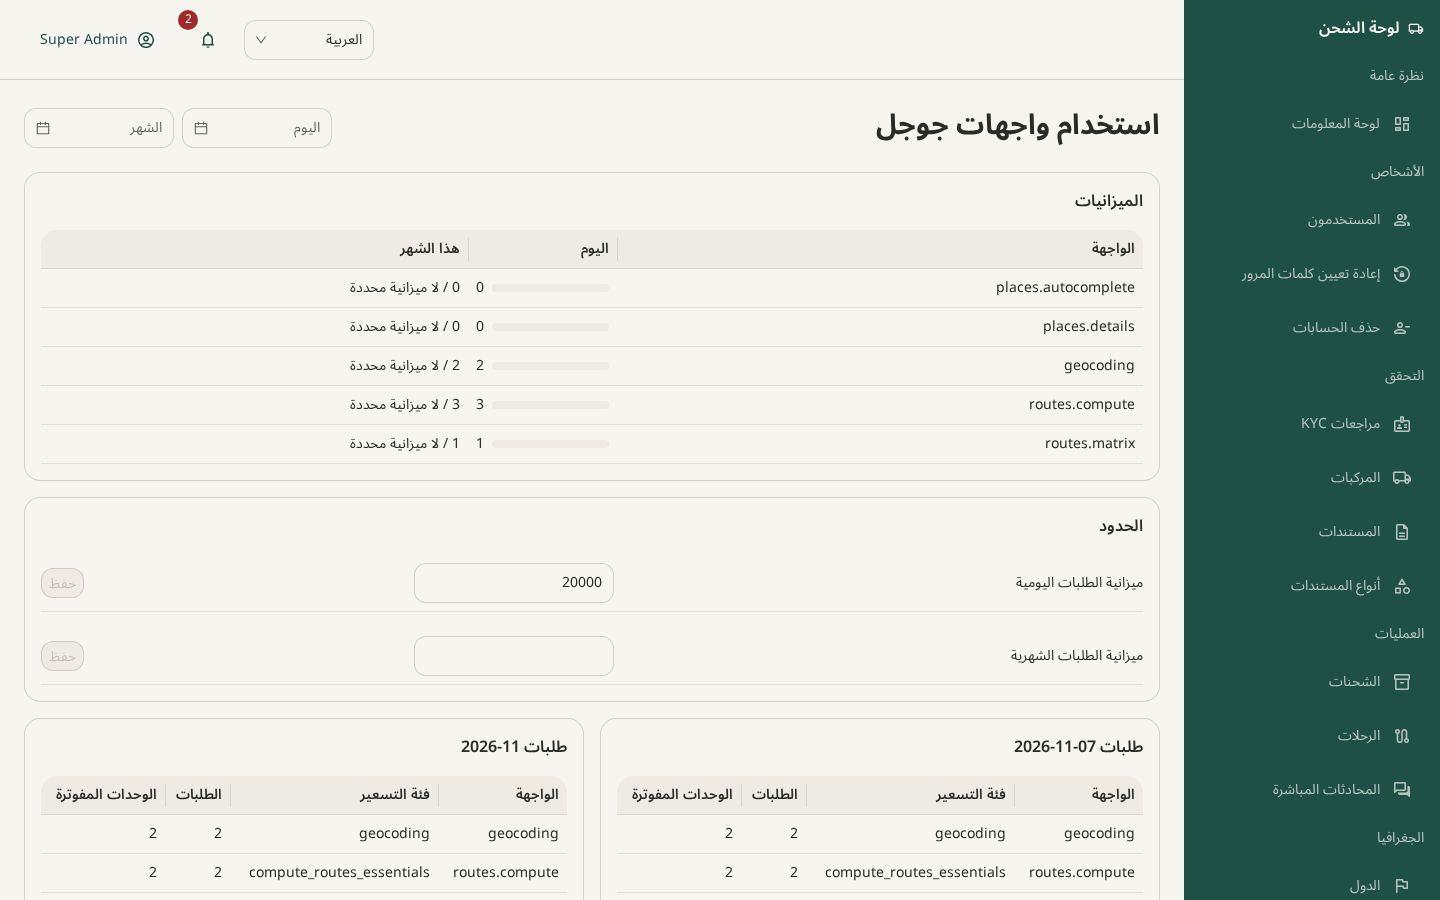 لوحة الشحن
نظرة عامة
لوحة المعلومات
الأشخاص
المستخدمون
إعادة تعيين كلمات المرور
حذف الحسابات
التحقق
مراجعات KYC
المركبات
المستندات
أنواع المستندات
العمليات
الشحنات
الرحلات
المحادثات المباشرة
الجغرافيا
الدول
العربية
2
Super Admin
استخدام واجهات جوجل
اليوم
الشهر
الميزانيات
الواجهة اليوم هذا الشهر
places.autocomplete 0 0 / لا ميزانية محددة
places.details 0 0 / لا ميزانية محددة
geocoding 2 2 / لا ميزانية محددة
routes.compute 3 3 / لا ميزانية محددة
routes.matrix 1 1 / لا ميزانية محددة
الحدود
ميزانية الطلبات اليومية 20000 حفظ
ميزانية الطلبات الشهرية حفظ
طلبات 07-11-2026
الواجهة فئة التسعير الطلبات الوحدات المفوترة
geocoding geocoding 2 2
routes.compute compute_routes_essentials 2 2
طلبات 11-2026
الواجهة فئة التسعير الطلبات الوحدات المفوترة
geocoding geocoding 2 2
routes.compute compute_routes_essentials 2 2